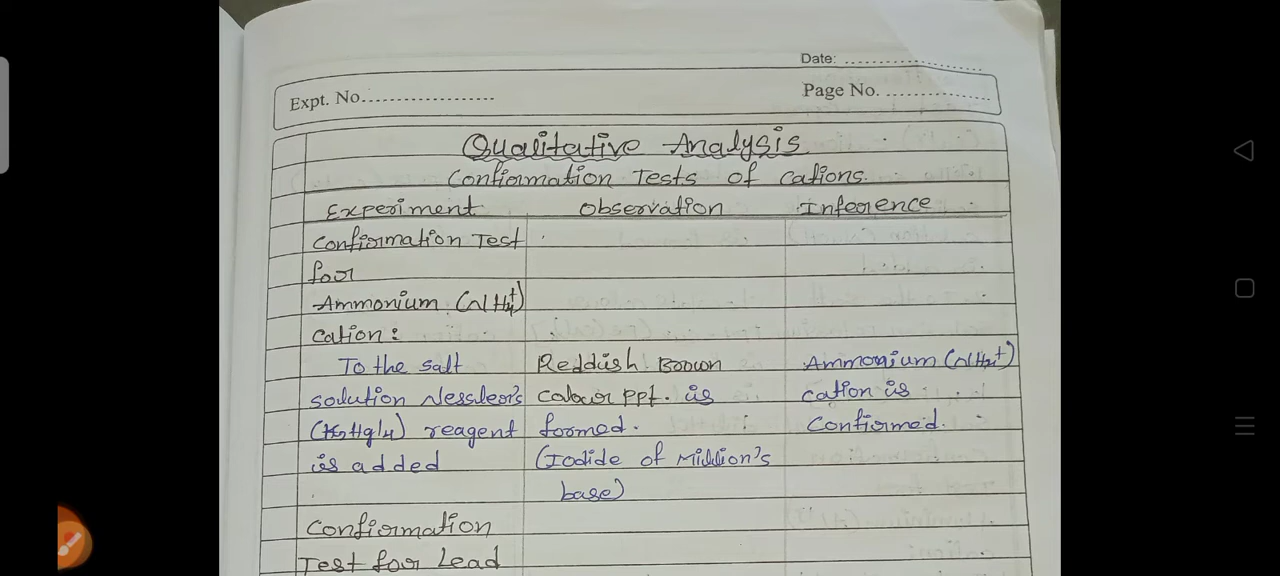 Date: ........................
Expt. No........................
Page No. ..................
Qualitative Analysis
Confirmation Tests of Cations.
Experiment Observation Inference
Confirmation Test
for
Ammonium (NH4+)
Cation:
To the salt Reddish Brown Ammonium (NH4+)
solution Nessler's colour ppt. is cation is
(K2HgI4) reagent formed. Confirmed.
is added (Iodide of Million's
base)
Confirmation
Test for Lead